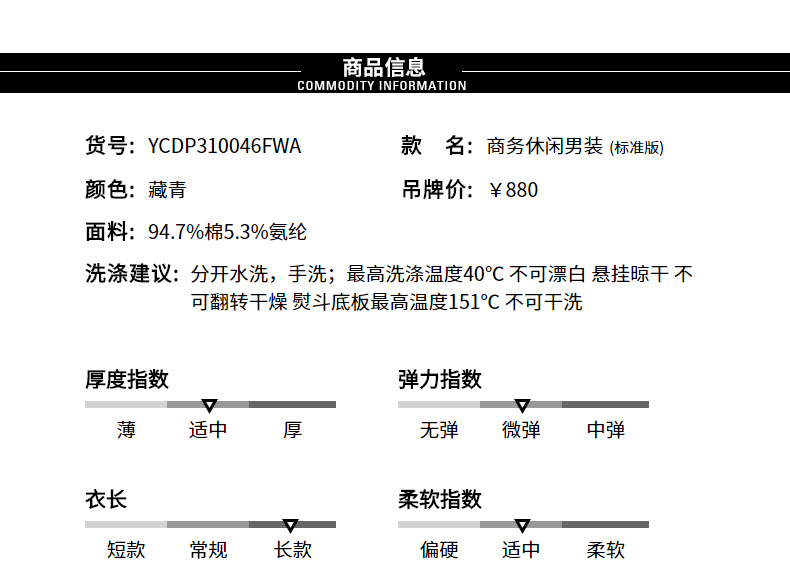 商品信息
COMMODITY INFORMATION
货号: YCDP310046FWA
款 名: 商务休闲男装 (标准版)
颜色: 藏青
吊牌价: ￥880
面料: 94.7%棉5.3%氨纶
洗涤建议: 分开水洗，手洗；最高洗涤温度40℃ 不可漂白 悬挂晾干 不
可翻转干燥 熨斗底板最高温度151℃ 不可干洗
厚度指数
薄 适中 厚
弹力指数
无弹 微弹 中弹
衣长
短款 常规 长款
柔软指数
偏硬 适中 柔软